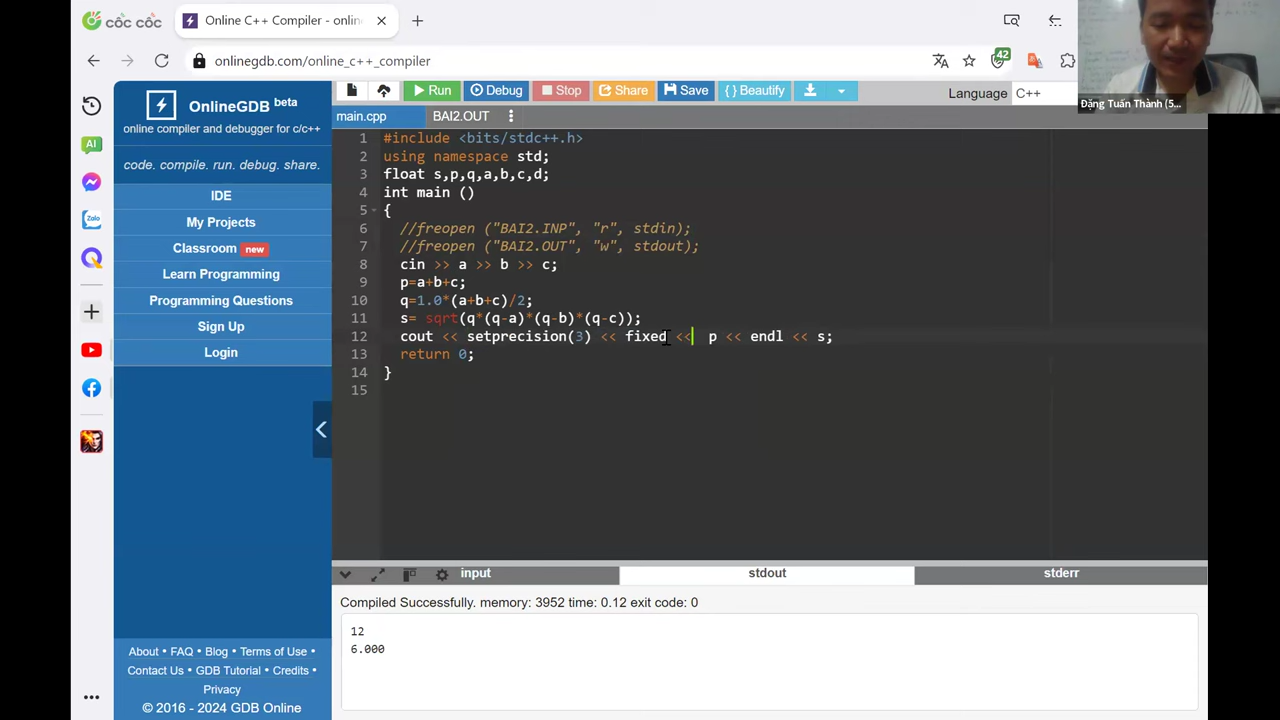 cốc cốc
Online C++ Compiler - onlin
onlinegdb.com/online_c++_compiler
42
Đặng Tuấn Thành (5...
OnlineGDB beta
online compiler and debugger for c/c++
code. compile. run. debug. share.
IDE
My Projects
Classroom new
Learn Programming
Programming Questions
Sign Up
Login
About • FAQ • Blog • Terms of Use •
Contact Us • GDB Tutorial • Credits •
Privacy
© 2016 - 2024 GDB Online
AI
Zalo
Run
Debug
Stop
Share
Save
{ } Beautify
Language C++
main.cpp
BAI2.OUT
1 #include <bits/stdc++.h>
2 using namespace std;
3 float s,p,q,a,b,c,d;
4 int main ()
5 {
6 //freopen ("BAI2.INP", "r", stdin);
7 //freopen ("BAI2.OUT", "w", stdout);
8 cin >> a >> b >> c;
9 p=a+b+c;
10 q=1.0*(a+b+c)/2;
11 s= sqrt(q*(q-a)*(q-b)*(q-c));
12 cout << setprecision(3) << fixed << p << endl << s;
13 return 0;
14 }
15
input
stdout
stderr
Compiled Successfully. memory: 3952 time: 0.12 exit code: 0
12
6.000